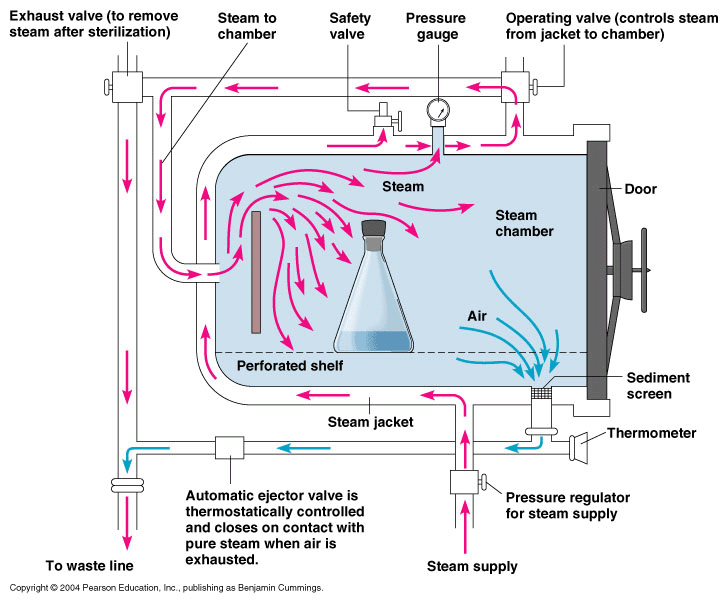 Exhaust valve (to remove
steam after sterilization)
Steam to
chamber
Safety
valve
Pressure
gauge
Operating valve (controls steam
from jacket to chamber)
Steam
Door
Steam
chamber
Air
Perforated shelf
Sediment
screen
Steam jacket
Thermometer
Automatic ejector valve is
thermostatically controlled
and closes on contact with
pure steam when air is
exhausted.
Pressure regulator
for steam supply
To waste line
Steam supply
Copyright © 2004 Pearson Education, Inc., publishing as Benjamin Cummings.